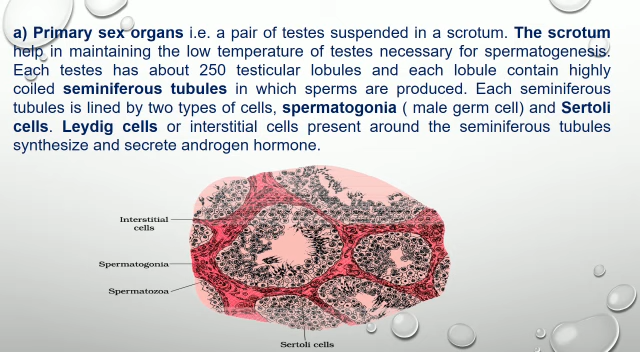 a) Primary sex organs i.e. a pair of testes suspended in a scrotum. The scrotum
help in maintaining the low temperature of testes necessary for spermatogenesis.
Each testes has about 250 testicular lobules and each lobule contain highly
coiled seminiferous tubules in which sperms are produced. Each seminiferous
tubules is lined by two types of cells, spermatogonia ( male germ cell) and Sertoli
cells. Leydig cells or interstitial cells present around the seminiferous tubules
synthesize and secrete androgen hormone.
Interstitial
cells
Spermatogonia
Spermatozoa
Sertoli cells